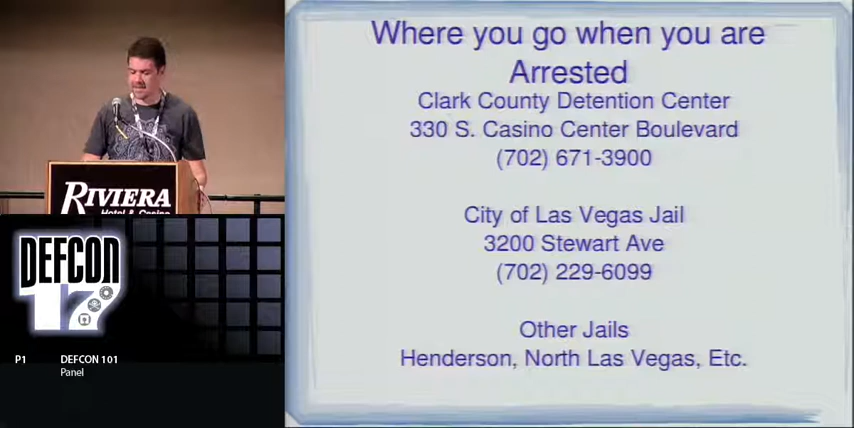 RIVIERA
Hotel & Casino
DEFCON
17
P1 DEFCON 101
Panel
Where you go when you are
Arrested
Clark County Detention Center
330 S. Casino Center Boulevard
(702) 671-3900
City of Las Vegas Jail
3200 Stewart Ave
(702) 229-6099
Other Jails
Henderson, North Las Vegas, Etc.